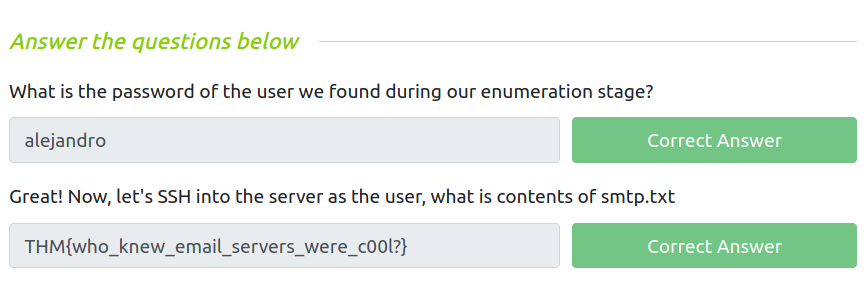 Answer the questions below
What is the password of the user we found during our enumeration stage?
alejandro
Correct Answer
Great! Now, let's SSH into the server as the user, what is contents of smtp.txt
THM{who_knew_email_servers_were_c00l?}
Correct Answer